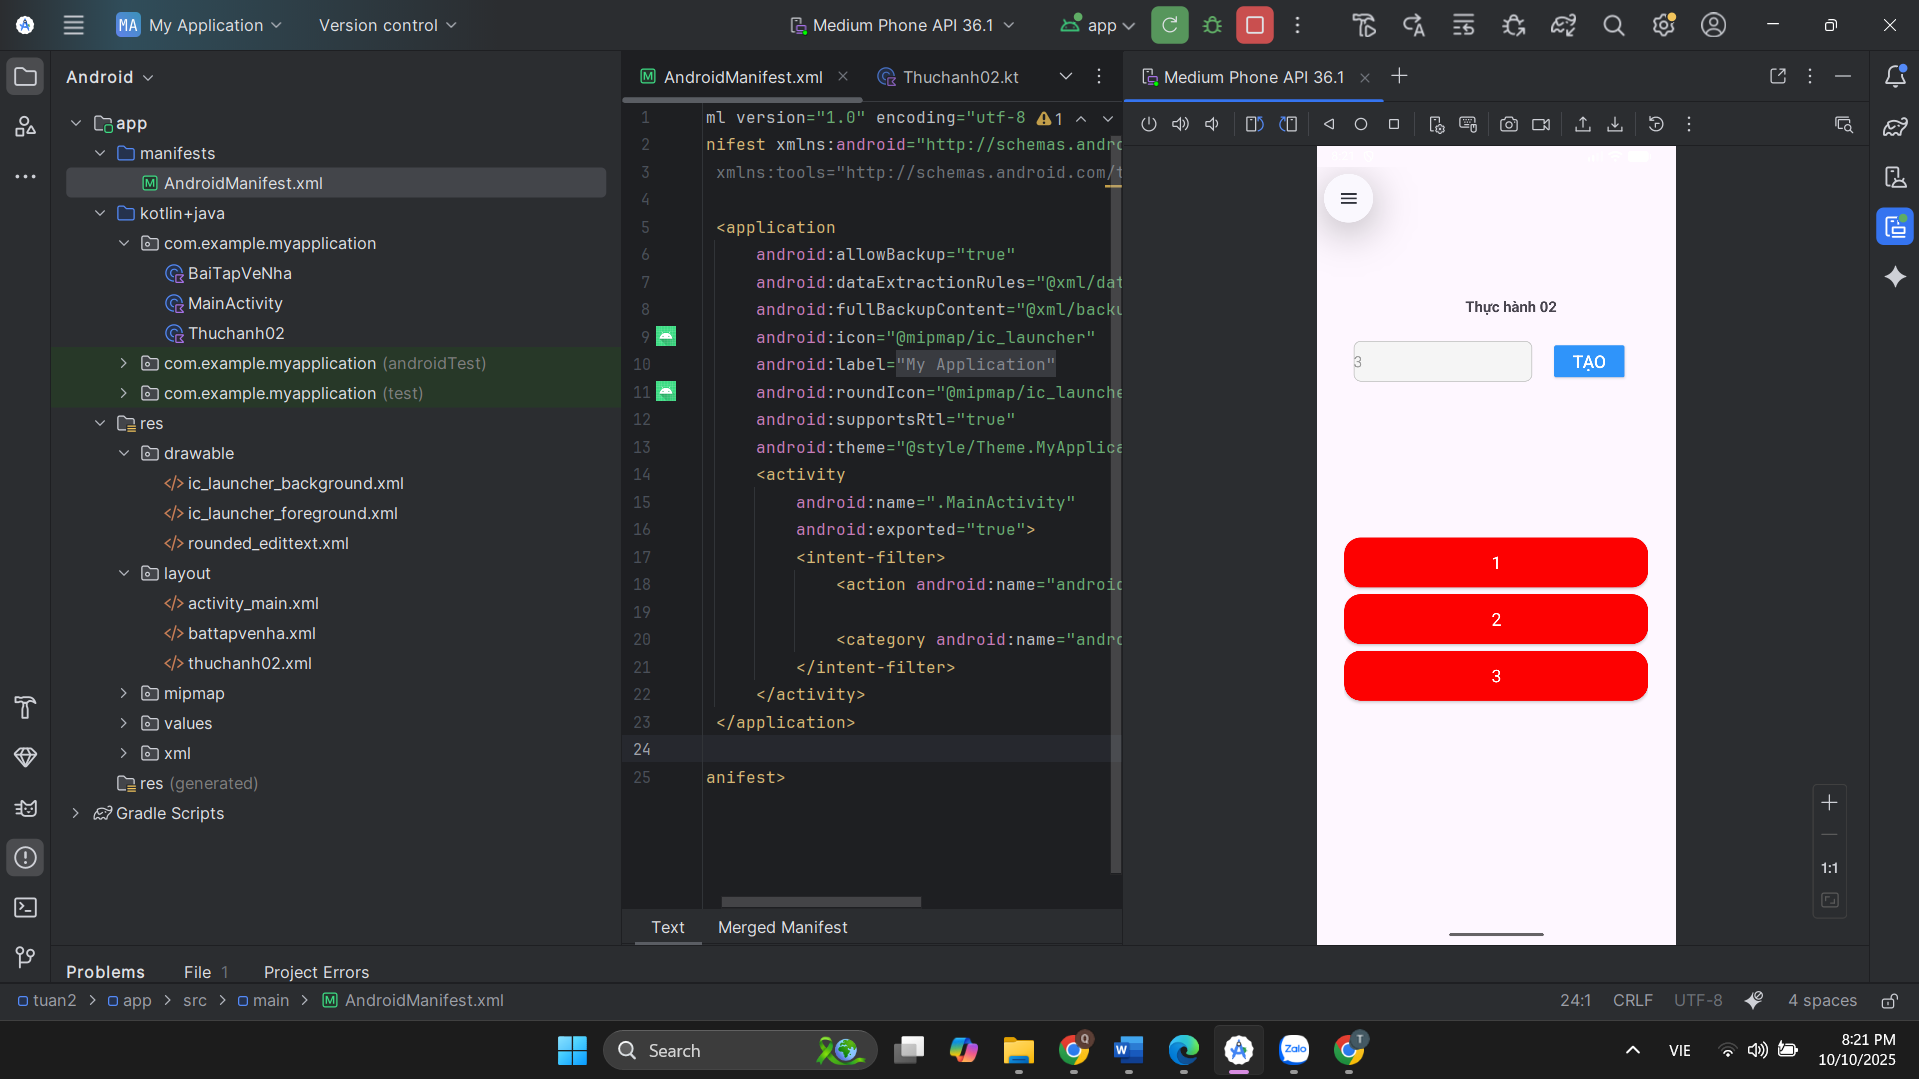 MA My Application
Version control
Medium Phone API 36.1
app
Android
AndroidManifest.xml
Thuchanh02.kt
Medium Phone API 36.1
app
manifests
AndroidManifest.xml
kotlin+java
com.example.myapplication
BaiTapVeNha
MainActivity
Thuchanh02
com.example.myapplication (androidTest)
com.example.myapplication (test)
res
drawable
ic_launcher_background.xml
ic_launcher_foreground.xml
rounded_edittext.xml
layout
activity_main.xml
battapvenha.xml
thuchanh02.xml
mipmap
values
xml
res (generated)
Gradle Scripts
1 ml version="1.0" encoding="utf-8 1
2 nifest xmlns:android="http://schemas.andro
3 xmlns:tools="http://schemas.android.com/t
4
5 <application
6 android:allowBackup="true"
7 android:dataExtractionRules="@xml/dat
8 android:fullBackupContent="@xml/backu
9 android:icon="@mipmap/ic_launcher"
10 android:label="My Application"
11 android:roundIcon="@mipmap/ic_launche
12 android:supportsRtl="true"
13 android:theme="@style/Theme.MyApplica
14 <activity
15 android:name=".MainActivity"
16 android:exported="true">
17 <intent-filter>
18 <action android:name="android
19
20 <category android:name="andro
21 </intent-filter>
22 </activity>
23 </application>
24
25 anifest>
Text
Merged Manifest
Thực hành 02
3
TẠO
1
2
3
1:1
Problems
File 1
Project Errors
tuan2 > app > src > main > AndroidManifest.xml
24:1
CRLF
UTF-8
4 spaces
Search
Q
W
Zalo
T
VIE
8:21 PM
10/10/2025